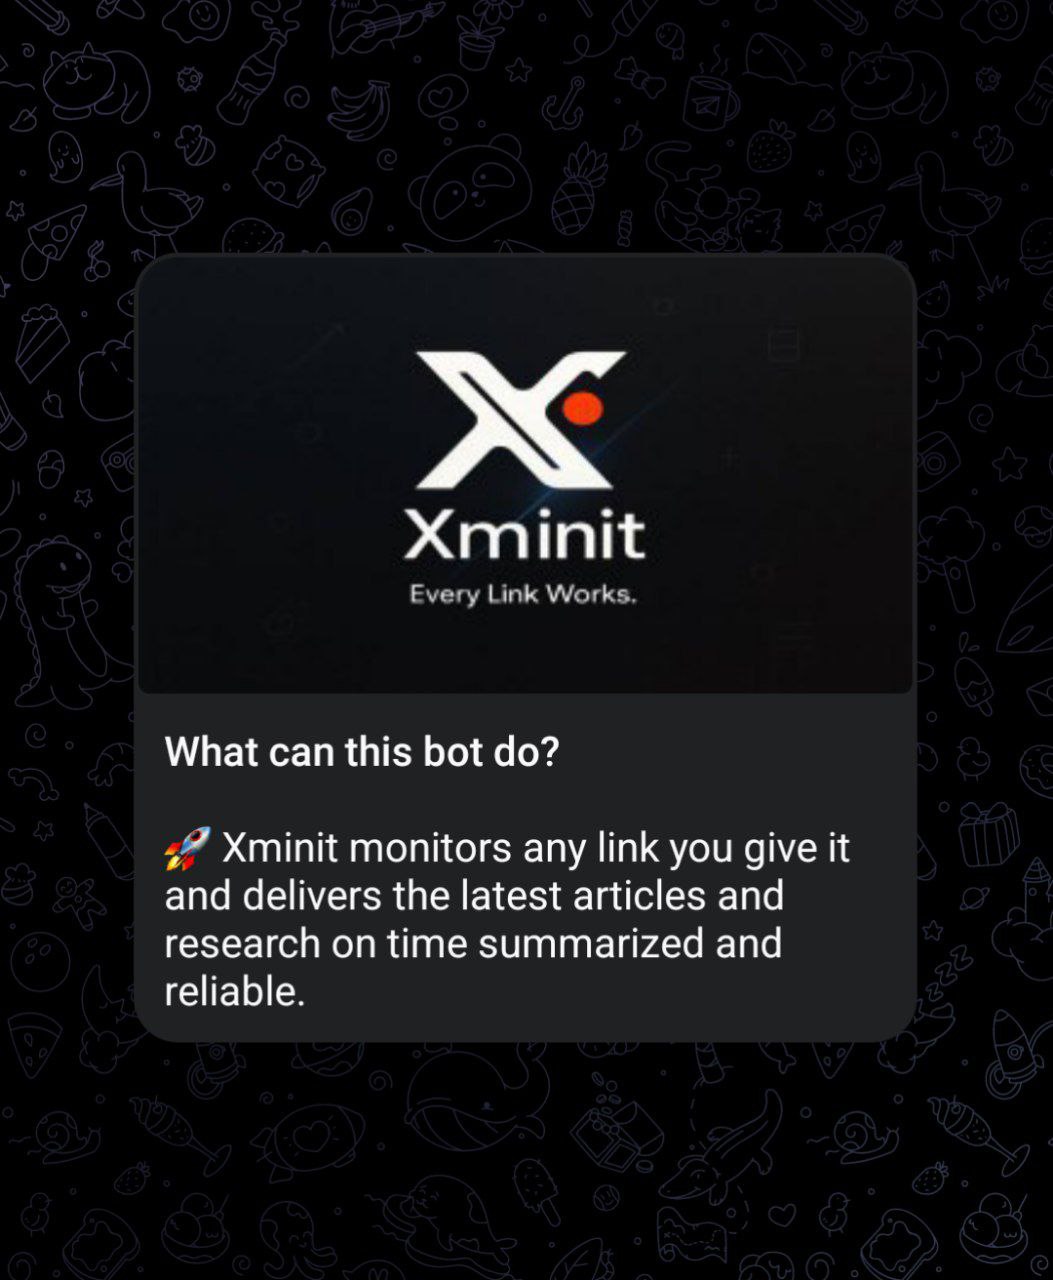 Xminit
Every Link Works.
What can this bot do?
🚀 Xminit monitors any link you give it
and delivers the latest articles and
research on time summarized and
reliable.